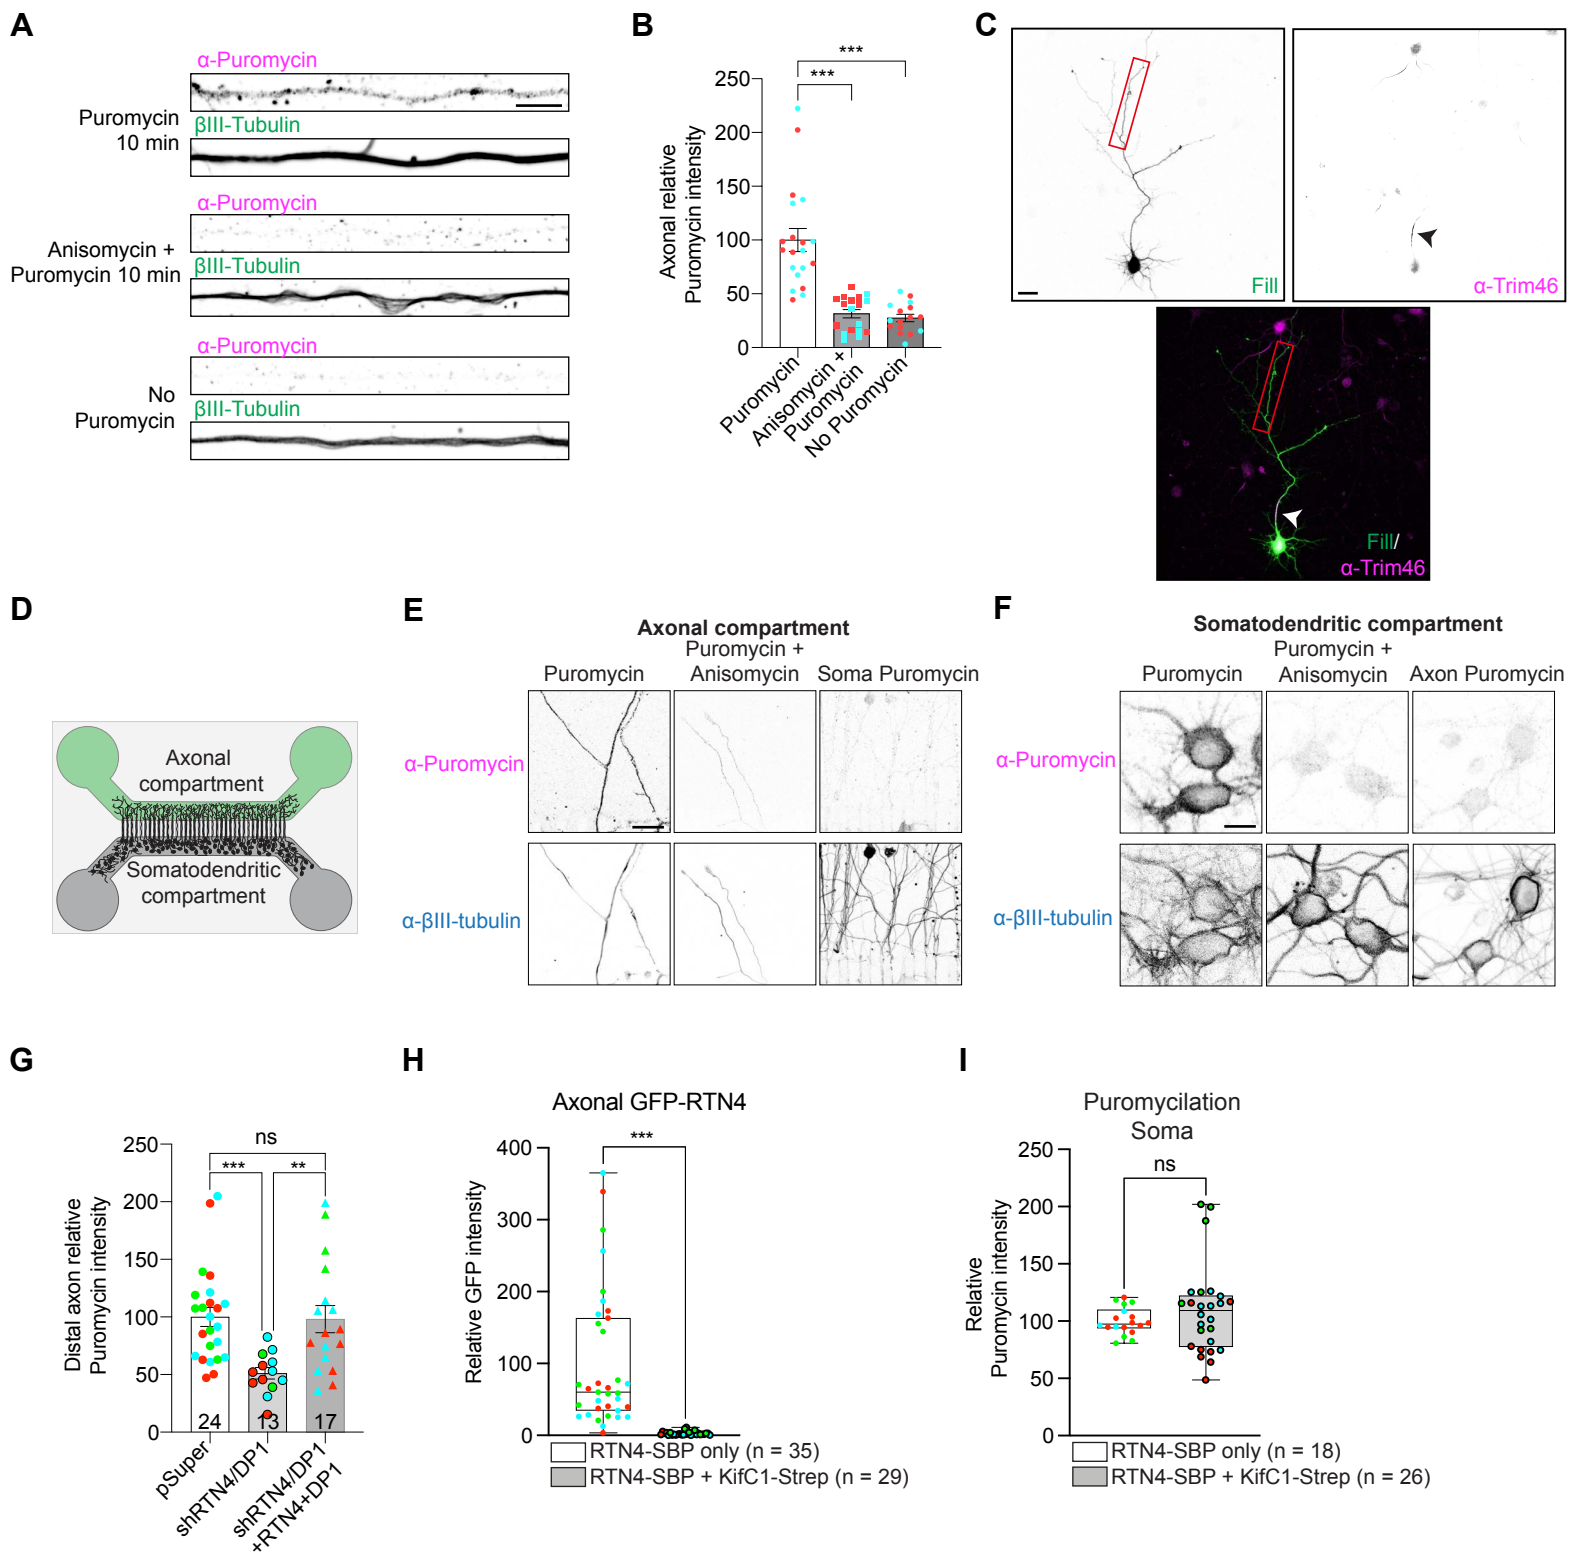 A
α-Puromycin
Puromycin
10 min
βIII-Tubulin
α-Puromycin
Anisomycin +
Puromycin 10 min
βIII-Tubulin
α-Puromycin
No
Puromycin
βIII-Tubulin
B
Axonal relative
Puromycin intensity
250
200
150
100
50
0
***
***
Puromycin
Anisomycin +
Puromycin
No Puromycin
C
Fill
α-Trim46
Fill/
α-Trim46
D
Axonal
compartment
Somatodendritic
compartment
E
Axonal compartment
Puromycin
Puromycin +
Anisomycin
Soma Puromycin
α-Puromycin
α-βIII-tubulin
F
Somatodendritic compartment
Puromycin
Puromycin +
Anisomycin
Axon Puromycin
α-Puromycin
α-βIII-tubulin
G
Distal axon relative
Puromycin intensity
250
200
150
100
50
0
ns
***
**
24
13
17
pSuper
shRTN4/DP1
shRTN4/DP1
+RTN4+DP1
H
Axonal GFP-RTN4
Relative GFP intensity
400
300
200
100
0
***
RTN4-SBP only (n = 35)
RTN4-SBP + KifC1-Strep (n = 29)
I
Puromycilation
Soma
Relative
Puromycin intensity
250
200
150
100
50
0
ns
RTN4-SBP only (n = 18)
RTN4-SBP + KifC1-Strep (n = 26)